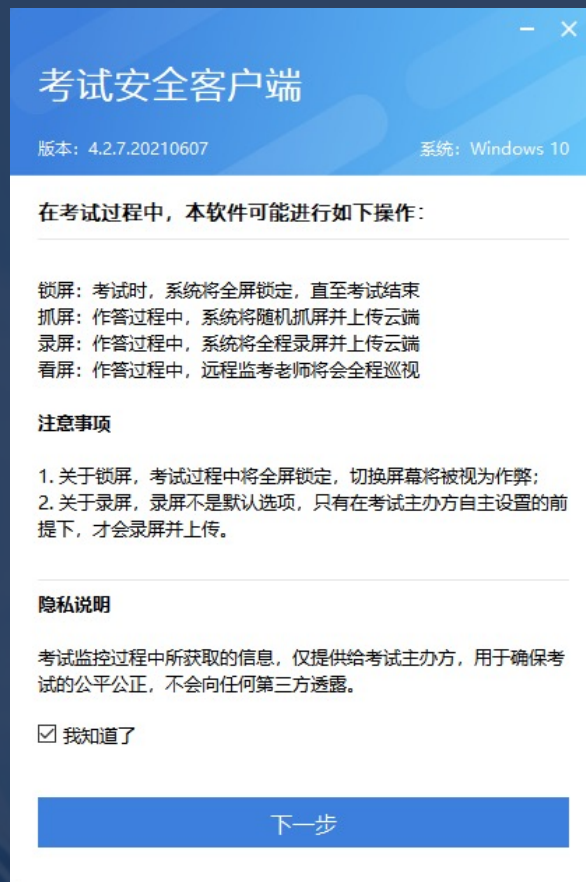 考试安全客户端
版本：4.2.7.20210607 系统：Windows 10
在考试过程中，本软件可能进行如下操作：
锁屏：考试时，系统将全屏锁定，直至考试结束
抓屏：作答过程中，系统将随机抓屏并上传云端
录屏：作答过程中，系统将全程录屏并上传云端
看屏：作答过程中，远程监考老师将会全程巡视
注意事项
1. 关于锁屏，考试过程中将全屏锁定，切换屏幕将被视为作弊；
2. 关于录屏，录屏不是默认选项，只有在考试主办方自主设置的前
提下，才会录屏并上传。
隐私说明
考试监控过程中所获取的信息，仅提供给考试主办方，用于确保考
试的公平公正，不会向任何第三方透露。
我知道了
下一步